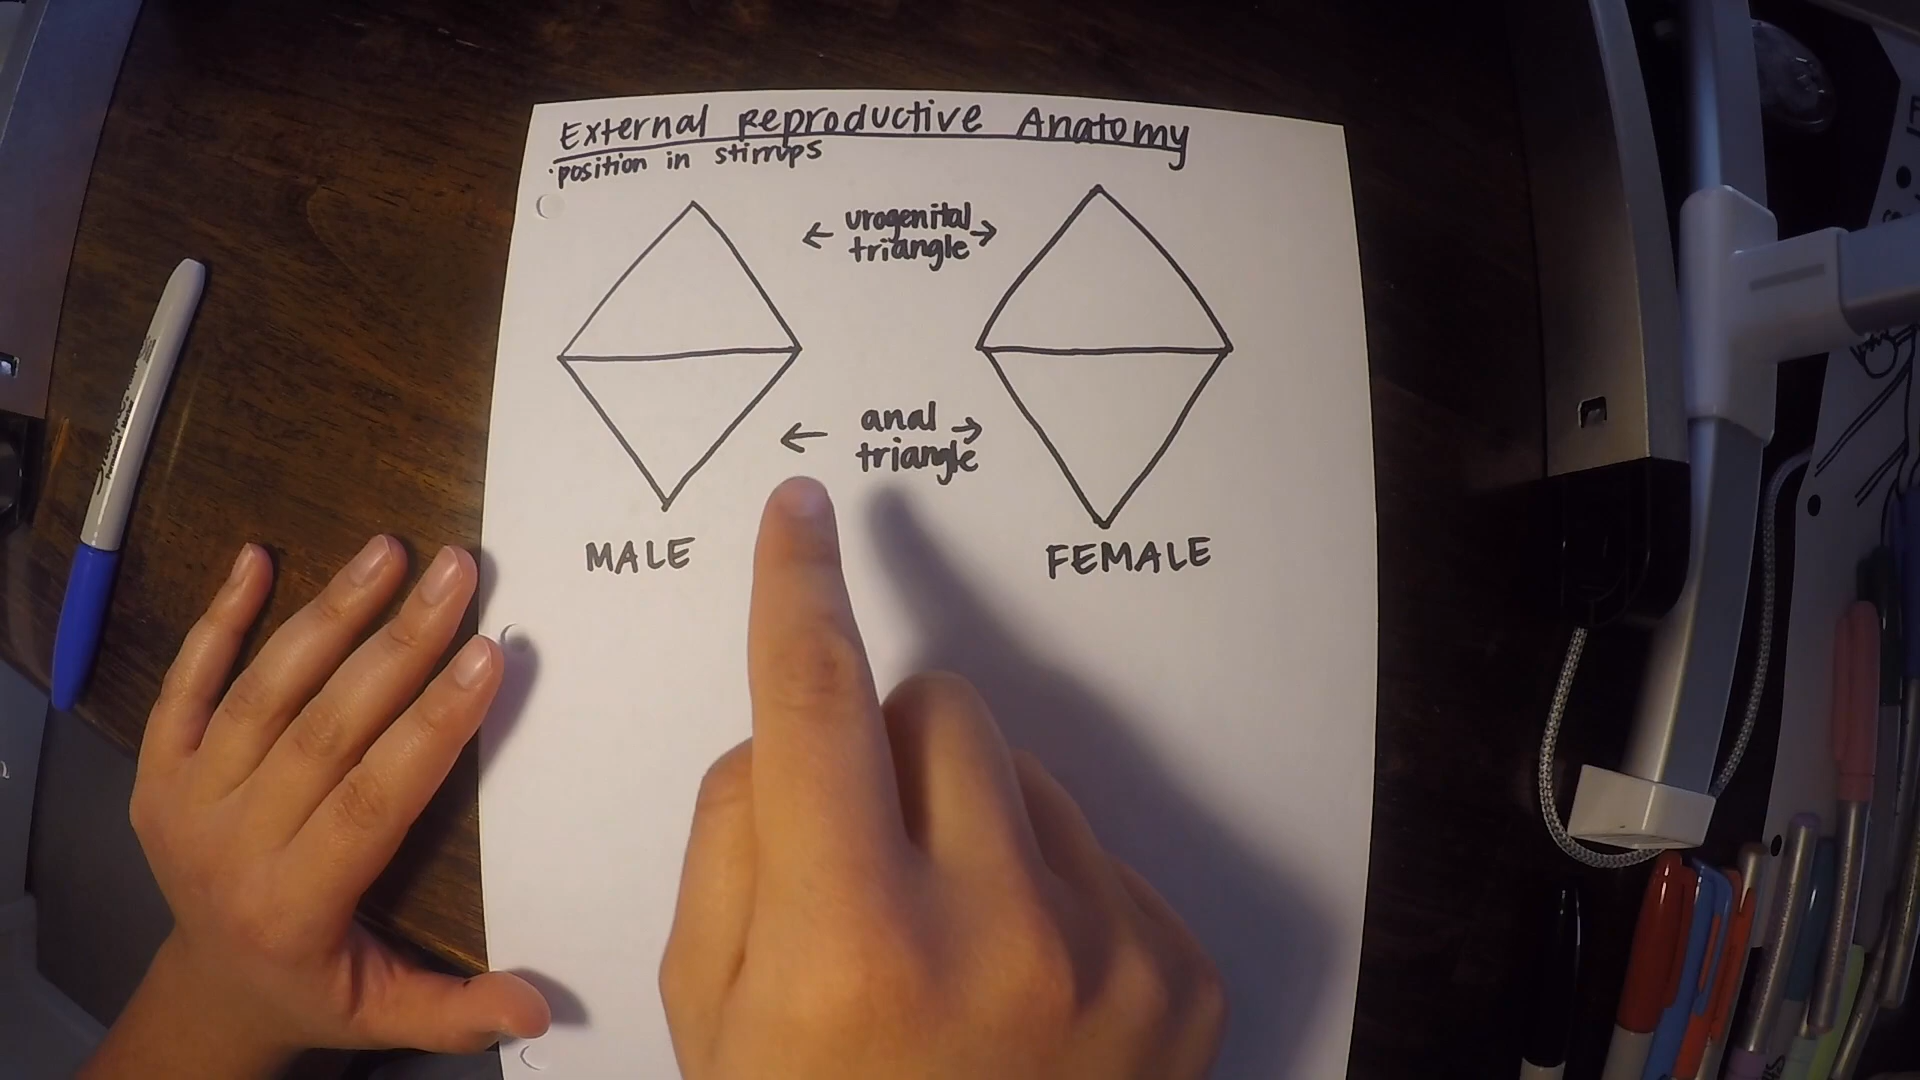 External Reproductive Anatomy
•position in stirrups
← urogenital →
triangle
← anal →
triangle
MALE
FEMALE